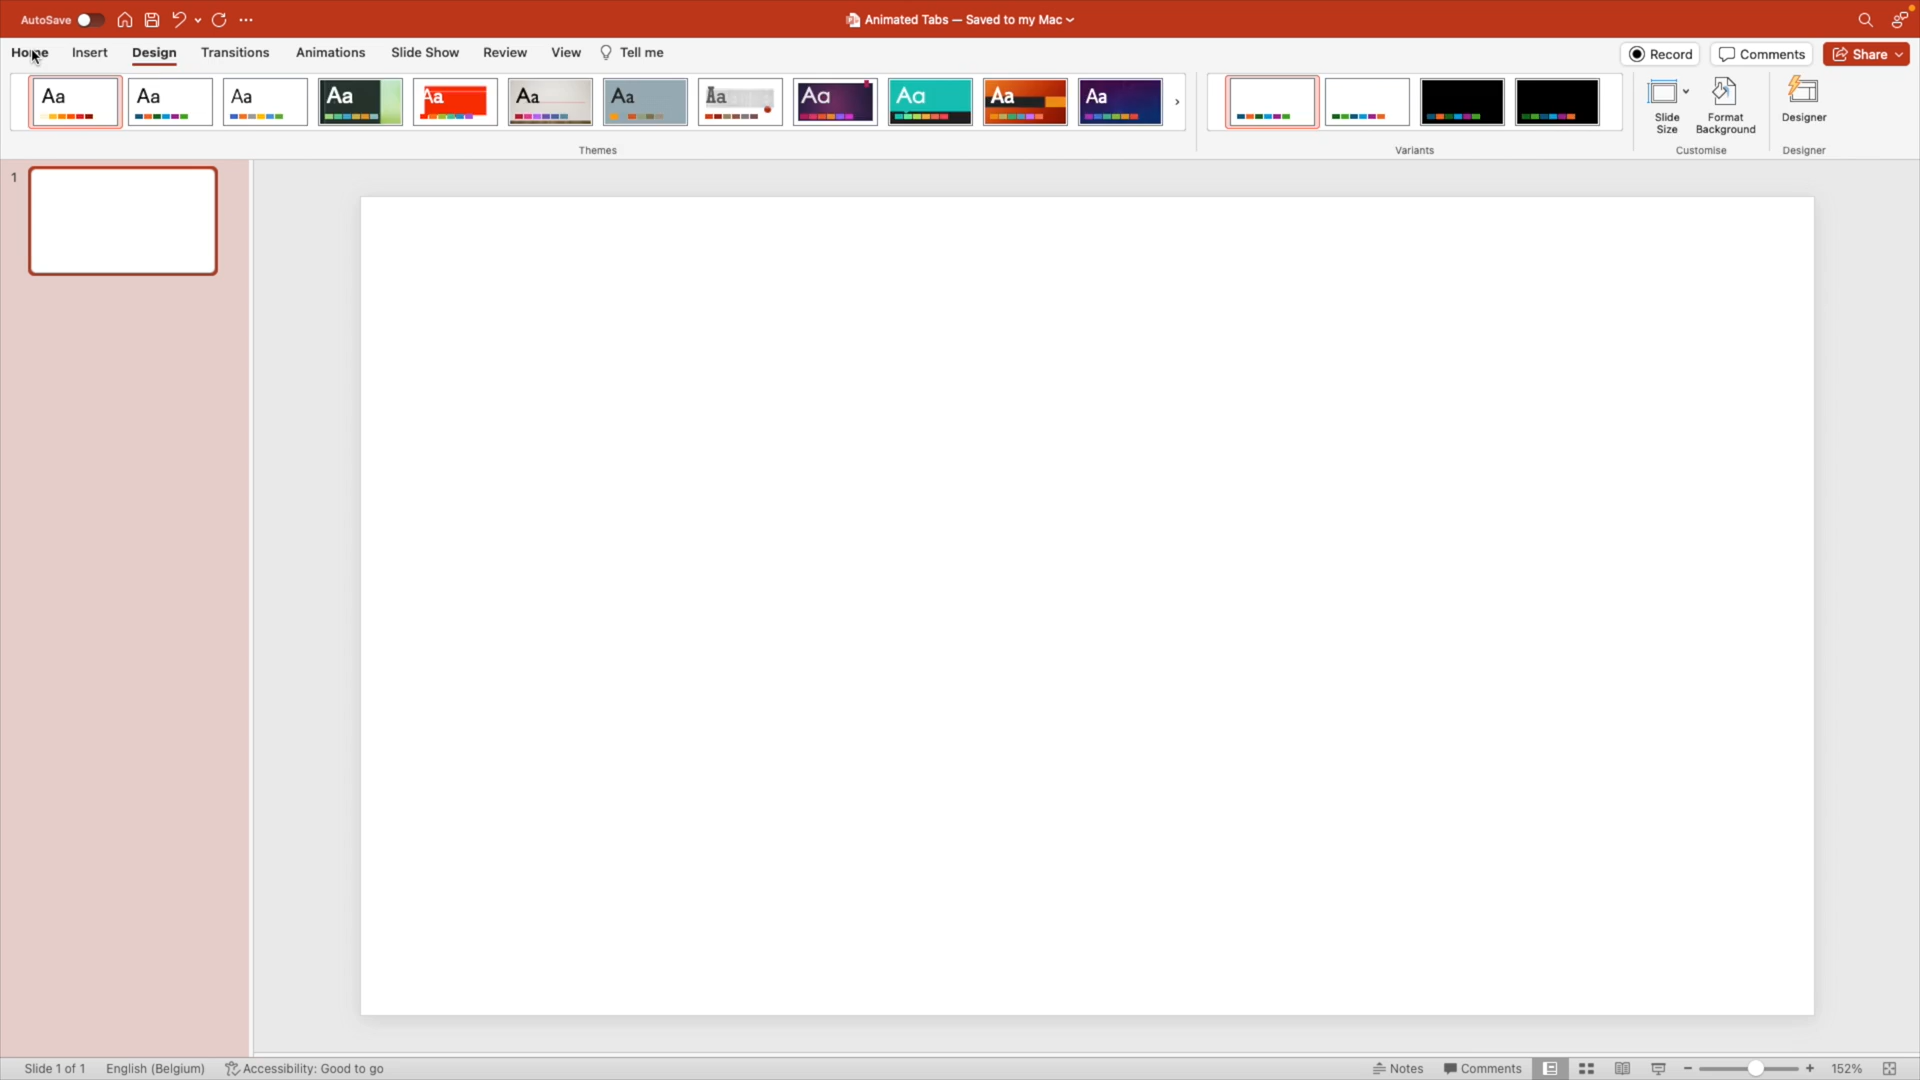 AutoSave
Animated Tabs — Saved to my Mac
Home Insert Design Transitions Animations Slide Show Review View Tell me
Record Comments Share
Aa Aa Aa Aa Aa Aa Aa Aa Aa Aa Aa Aa
Slide Size
Format Background
Designer
Themes Variants Customise Designer
1
Slide 1 of 1 English (Belgium) Accessibility: Good to go
Notes Comments 152%